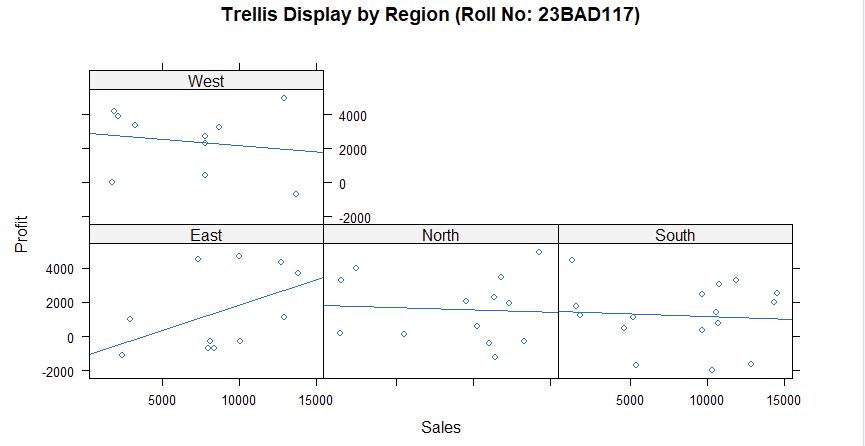 Trellis Display by Region (Roll No: 23BAD117)
West
4000
2000
0
-2000
East North South
4000
2000
0
-2000
5000 10000 15000 5000 10000 15000
Profit
Sales